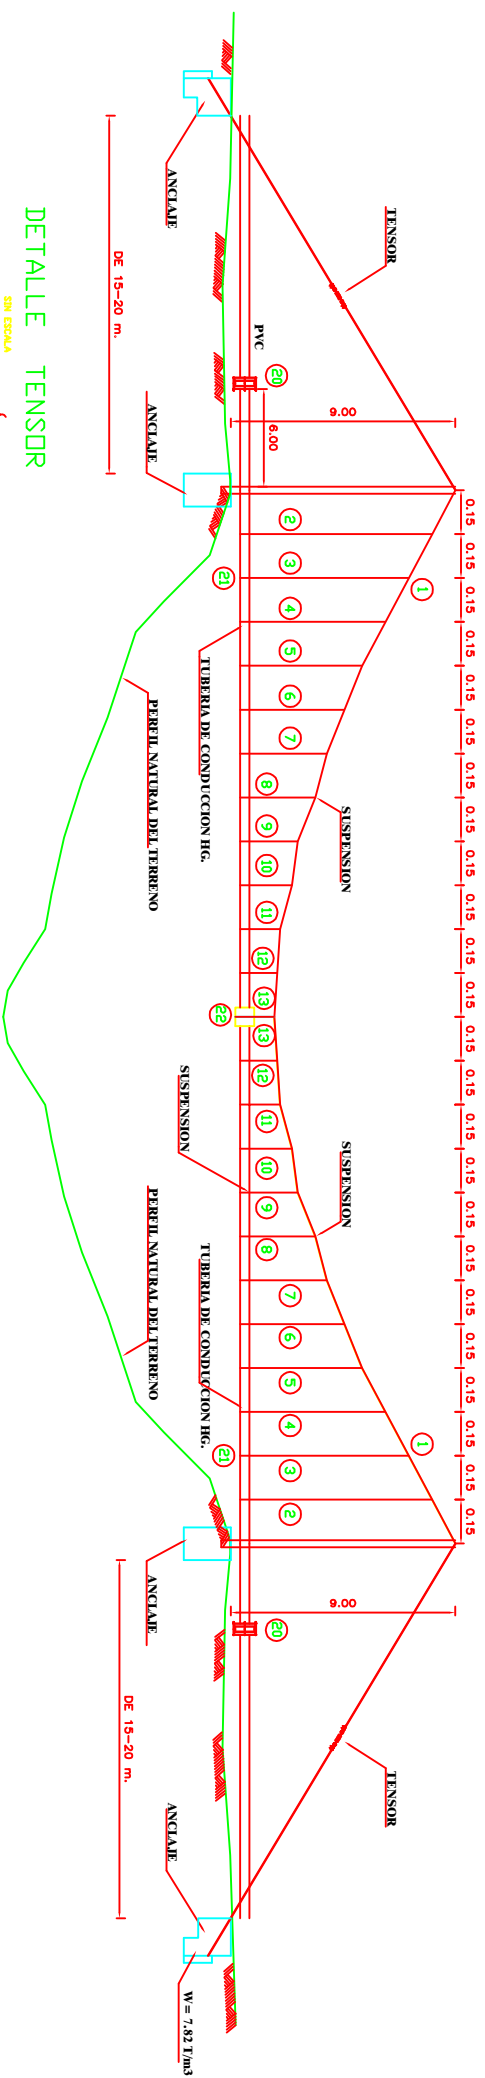 0.15 0.15 0.15 0.15 0.15 0.15 0.15 0.15 0.15 0.15 0.15 0.15 0.15 0.15 0.15 0.15 0.15 0.15 0.15 0.15 0.15 0.15 0.15 0.15
1
1
TENSOR
TENSOR
9.00
9.00
SUSPENSION
SUSPENSION
2 3 4 5 6 7
7 6 5 4 3 2
20
20
6.00
8 9 10 11 12 13 13 12 11 10 9 8
PVC
21
22
21
TUBERIA DE CONDUCCION HG.
SUSPENSION
TUBERIA DE CONDUCCION HG.
ANCLAJE
ANCLAJE
PERFIL NATURAL DEL TERRENO
PERFIL NATURAL DEL TERRENO
ANCLAJE
ANCLAJE
W= 7.82 T/m3
DE 15-20 m.
DE 15-20 m.
DETALLE TENSOR
SIN ESCALA